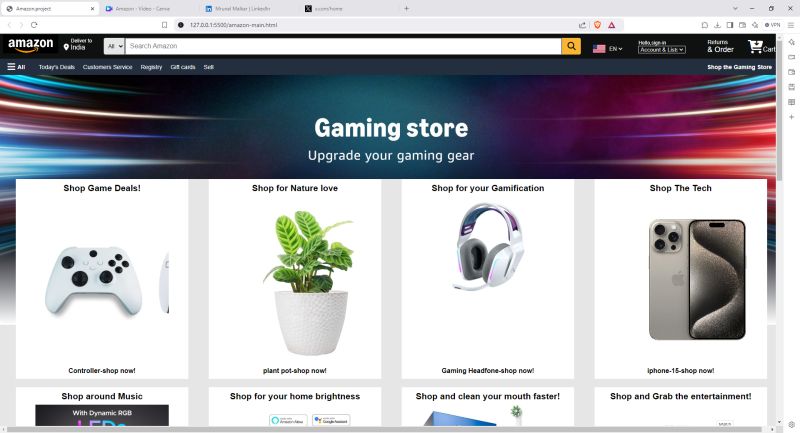 Amazon.project
Amazon - Video - Canva
Mrunal Malkar | LinkedIn
x.com/home
127.0.0.1:5500/amazon-main.html
VPN
amazon
Deliver to
India
All
Search Amazon
EN
Hello,sign-in
Account & Lists
Returns
& Order
Cart
All
Today's Deals
Customers Service
Registry
Gift cards
Sell
Shop the Gaming Store
Gaming store
Upgrade your gaming gear
Shop Game Deals!
Shop for Nature love
Shop for your Gamification
Shop The Tech
Controller-shop now!
plant pot-shop now!
Gaming Headfone-shop now!
iphone-15-shop now!
Shop around Music
Shop for your home brightness
Shop and clean your mouth faster!
Shop and Grab the entertainment!
With Dynamic RGB
LEDs
Amazon Alexa
Google Assistant